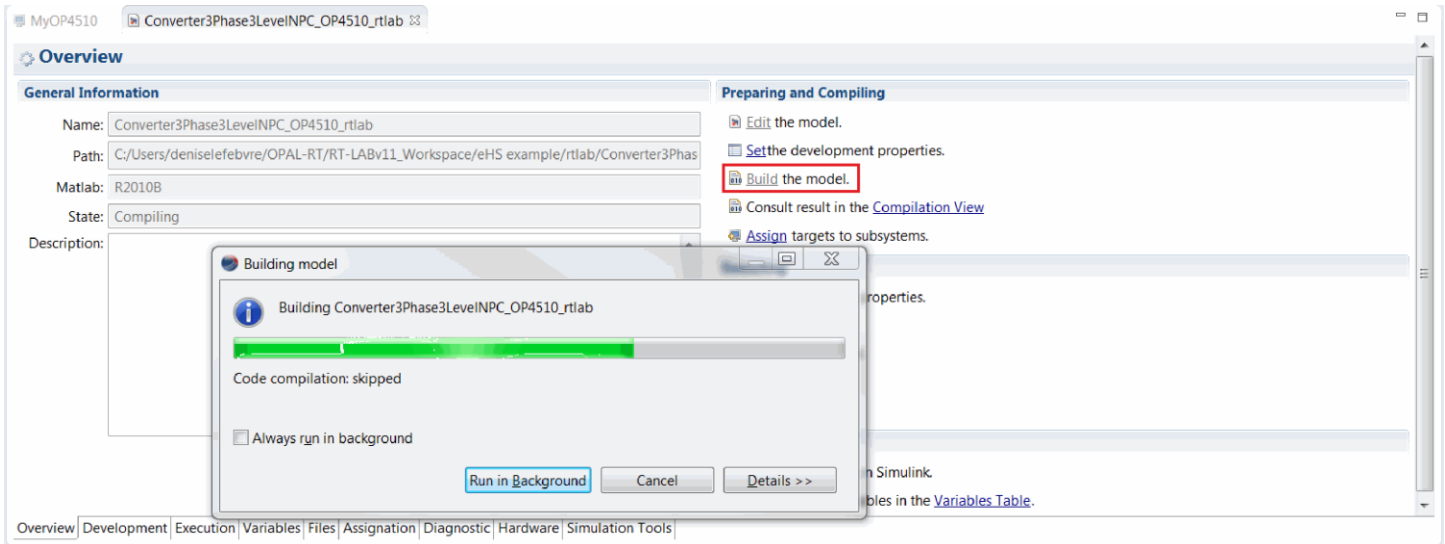 MyOP4510 Converter3Phase3LevelNPC_OP4510_rtlab
Overview
General Information
Name: Converter3Phase3LevelNPC_OP4510_rtlab
Path: C:/Users/deniselefebvre/OPAL-RT/RT-LABv11_Workspace/eHS example/rtlab/Converter3Phas
Matlab: R2010B
State: Compiling
Description:
Preparing and Compiling
Edit the model.
Setthe development properties.
Build the model.
Consult result in the Compilation View
Assign targets to subsystems.
roperties.
n Simulink.
bles in the Variables Table.
Building model
Building Converter3Phase3LevelNPC_OP4510_rtlab
Code compilation: skipped
Always run in background
Run in Background Cancel Details >>
Overview Development Execution Variables Files Assignation Diagnostic Hardware Simulation Tools